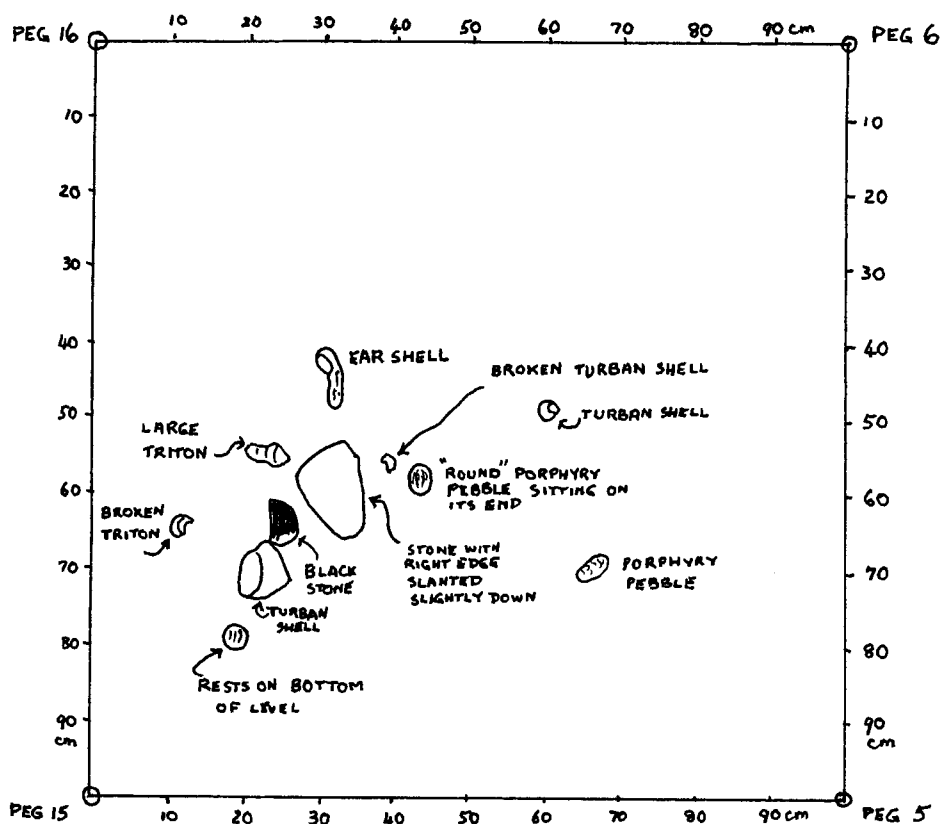 PEG 16
10
20
30
40
50
60
70
80
90 cm
PEG 6
10
20
30
40
50
60
70
80
90
cm
10
20
30
40
50
60
70
80
90
cm
EAR SHELL
BROKEN TURBAN SHELL
TURBAN SHELL
LARGE
TRITON
"ROUND" PORPHYRY
PEBBLE SITTING ON
ITS END
BROKEN
TRITON
STONE WITH
RIGHT EDGE
SLANTED
SLIGHTLY DOWN
BLACK
STONE
PORPHYRY
PEBBLE
TURBAN
SHELL
RESTS ON BOTTOM
OF LEVEL
PEG 15
10
20
30
40
50
60
70
80
90 cm
PEG 5